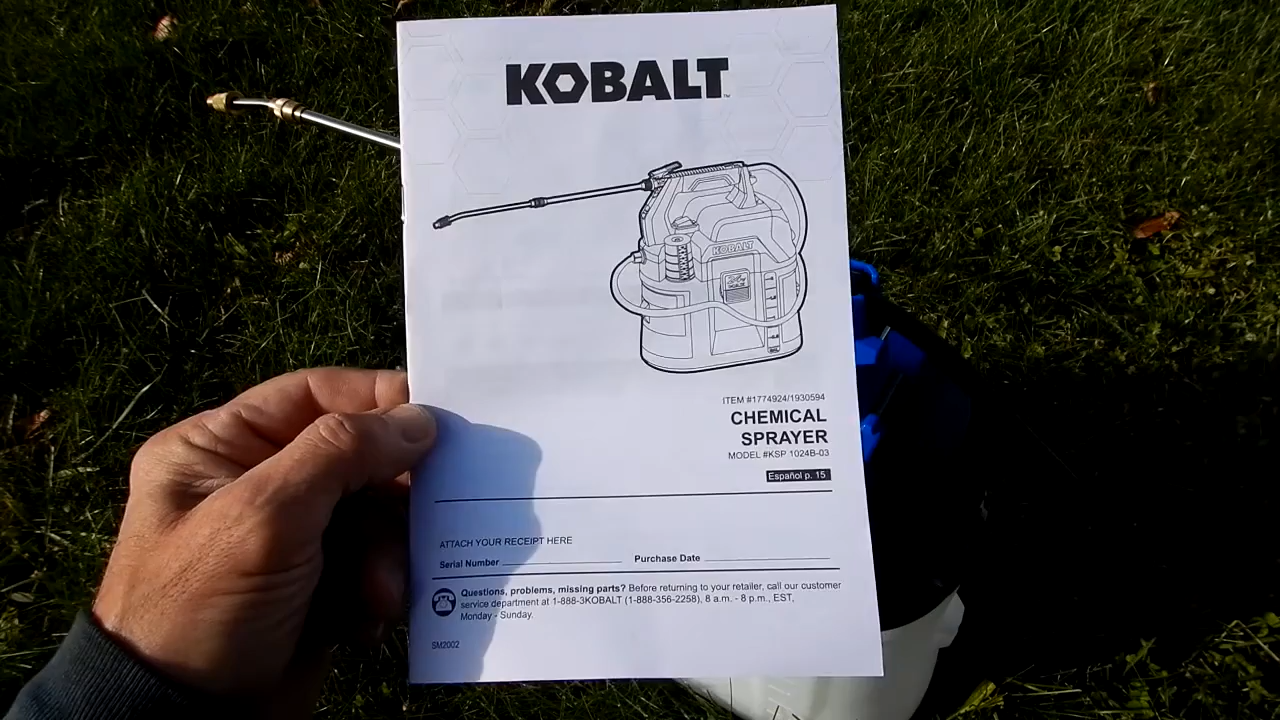 KOBALT
KOBALT
ITEM #1774924/1930594
CHEMICAL
SPRAYER
MODEL #KSP 1024B-03
Español p. 15
ATTACH YOUR RECEIPT HERE
Serial Number Purchase Date
Questions, problems, missing parts? Before returning to your retailer, call our customer
service department at 1-888-3KOBALT (1-888-356-2258), 8 a.m. - 8 p.m., EST,
Monday - Sunday.
SM2002